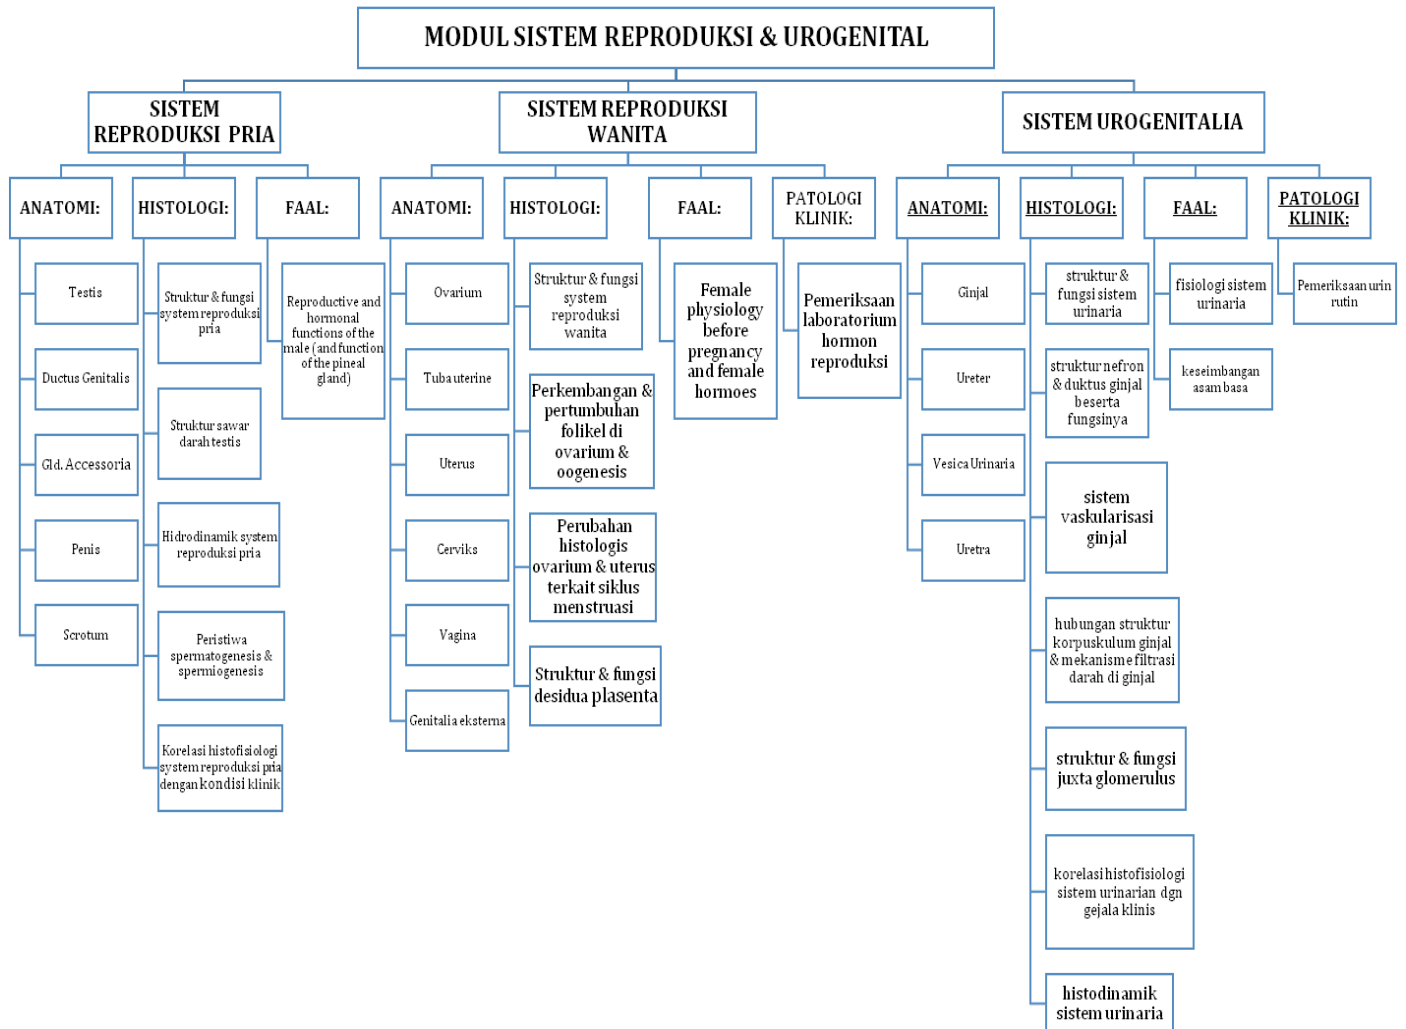 MODUL SISTEM REPRODUKSI & UROGENITAL
SISTEM
REPRODUKSI PRIA
ANATOMI:
Testis
Ductus Genitalis
Gld. Accessoria
Penis
Scrotum
HISTOLOGI:
Struktur & fungsi
system reproduksi
pria
Struktur sawar
darah testis
Hidrodinamik system
reproduksi pria
Peristiwa
spermatogenesis &
spermiogenesis
Korelasi histofisiologi
system reproduksi pria
dengan kondisi klinik
FAAL:
Reproductive and
hormonal
functions of the
male (and function
of the pineal
gland)
SISTEM REPRODUKSI
WANITA
ANATOMI:
Ovarium
Tuba uterine
Uterus
Cerviks
Vagina
Genitalia eksterna
HISTOLOGI:
Struktur & fungsi
system
reproduksi
wanita
Perkembangan &
pertumbuhan
folikel di
ovarium &
oogenesis
Perubahan
histologis
ovarium & uterus
terkait siklus
menstruasi
Struktur & fungsi
desidua plasenta
FAAL:
Female
physiology
before
pregnancy
and female
hormoes
PATOLOGI
KLINIK:
Pemeriksaan
laboratorium
hormon
reproduksi
SISTEM UROGENITALIA
ANATOMI:
Ginjal
Ureter
Vesica Urinaria
Uretra
HISTOLOGI:
struktur &
fungsi sistem
urinaria
struktur nefron
& duktus ginjal
beserta
fungsinya
sistem
vaskularisasi
ginjal
hubungan struktur
korpuskulum ginjal
& mekanisme filtrasi
darah di ginjal
struktur & fungsi
juxta glomerulus
korelasi histofisiologi
sistem urinarian dgn
gejala klinis
histodinamik
sistem urinaria
FAAL:
fisiologi sistem
urinaria
keseimbangan
asam basa
PATOLOGI
KLINIK:
Pemeriksaan urin
rutin